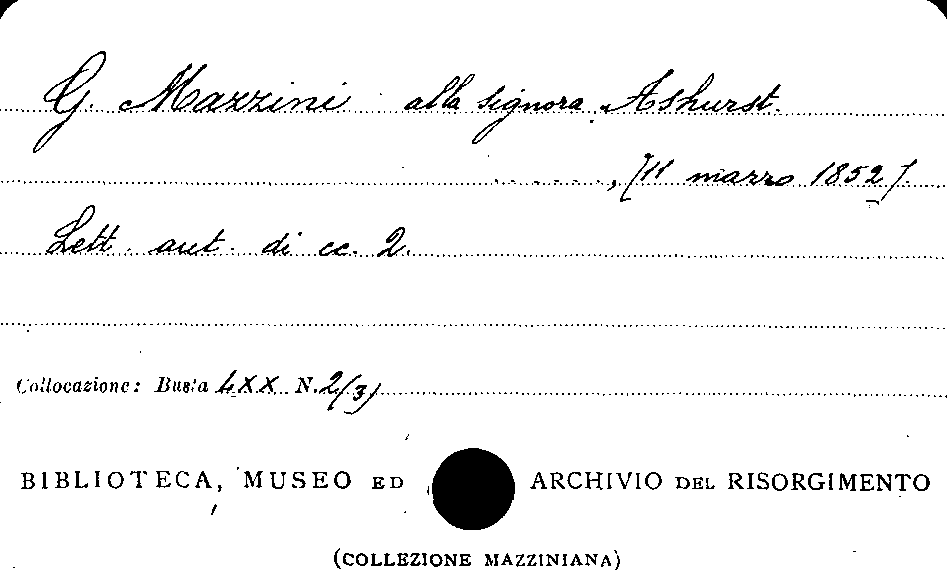 G. Mazzini alla signora Ashurst.
......, [11 marzo 1852].
Lett. aut. di cc. 2.
Collocazione: Busta LXX N. 2(3)
BIBLIOTECA, MUSEO ED ARCHIVIO DEL RISORGIMENTO
(COLLEZIONE MAZZINIANA)